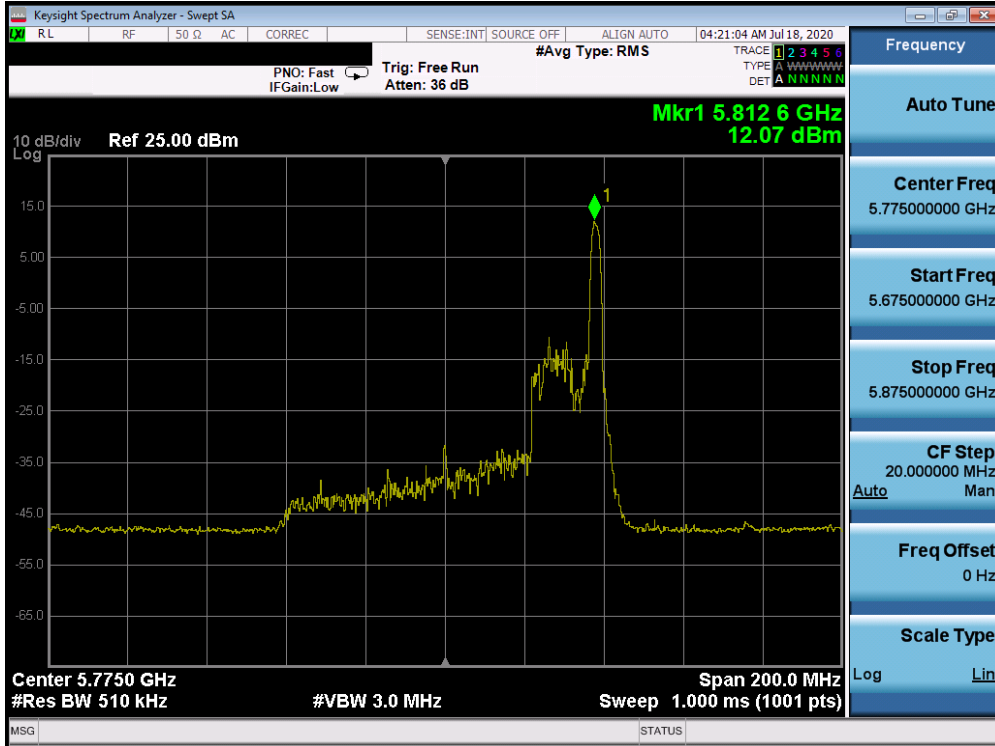 Keysight Spectrum Analyzer - Swept SA
LXI RL RF 50 Ω AC CORREC SENSE:INT SOURCE OFF ALIGN AUTO 04:21:04 AM Jul 18, 2020
#Avg Type: RMS TRACE 1 2 3 4 5 6
PNO: Fast Trig: Free Run TYPE A WWWWW
IFGain:Low Atten: 36 dB DET A N N N N N
Mkr1 5.812 6 GHz
12.07 dBm
10 dB/div Ref 25.00 dBm
Log
1
15.0
5.00
-5.00
-15.0
-25.0
-35.0
-45.0
-55.0
-65.0
Center 5.7750 GHz Span 200.0 MHz
#Res BW 510 kHz #VBW 3.0 MHz Sweep 1.000 ms (1001 pts)
MSG STATUS
Frequency
Auto Tune
Center Freq
5.775000000 GHz
Start Freq
5.675000000 GHz
Stop Freq
5.875000000 GHz
CF Step
20.000000 MHz
Auto Man
Freq Offset
0 Hz
Scale Type
Log Lin